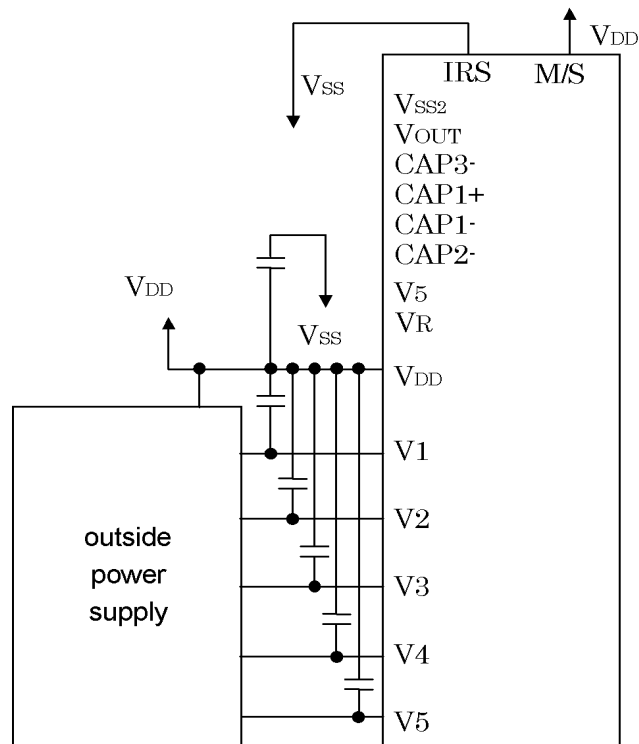 VDD
IRS M/S
VSS
VSS2
VOUT
CAP3-
CAP1+
CAP1-
CAP2-
VDD
V5
VR
VSS
VDD
V1
V2
outside
power
supply
V3
V4
V5